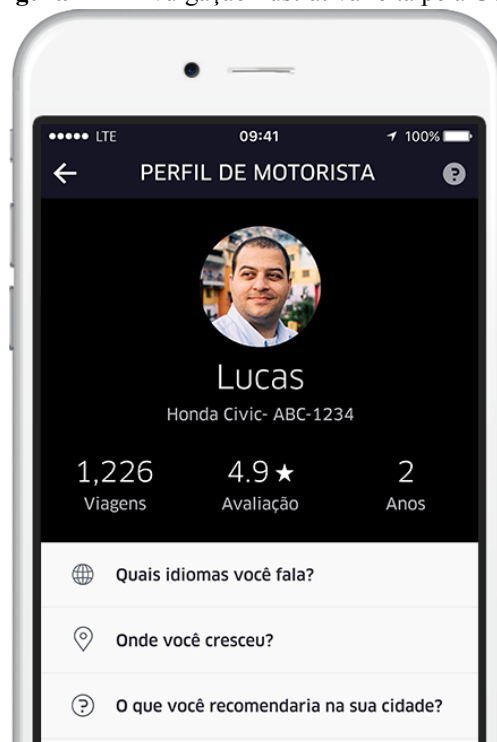 LTE 09:41 100%
PERFIL DE MOTORISTA ?
Lucas
Honda Civic- ABC-1234
1,226 4.9 ★ 2
Viagens Avaliação Anos
Quais idiomas você fala?
Onde você cresceu?
? O que você recomendaria na sua cidade?